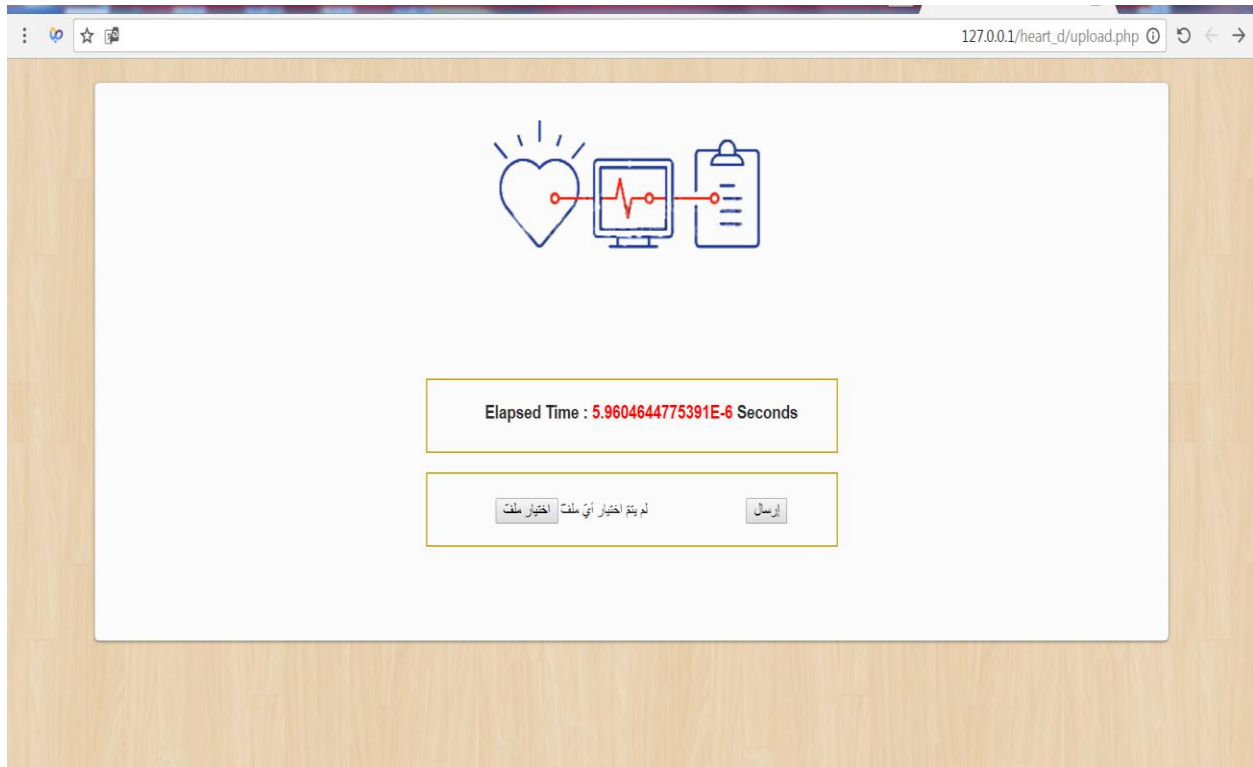 127.0.0.1/heart_d/upload.php
Elapsed Time : 5.9604644775391E-6 Seconds
اختيار ملفّ لم يتمّ اختيار أيّ ملفّ
إرسال